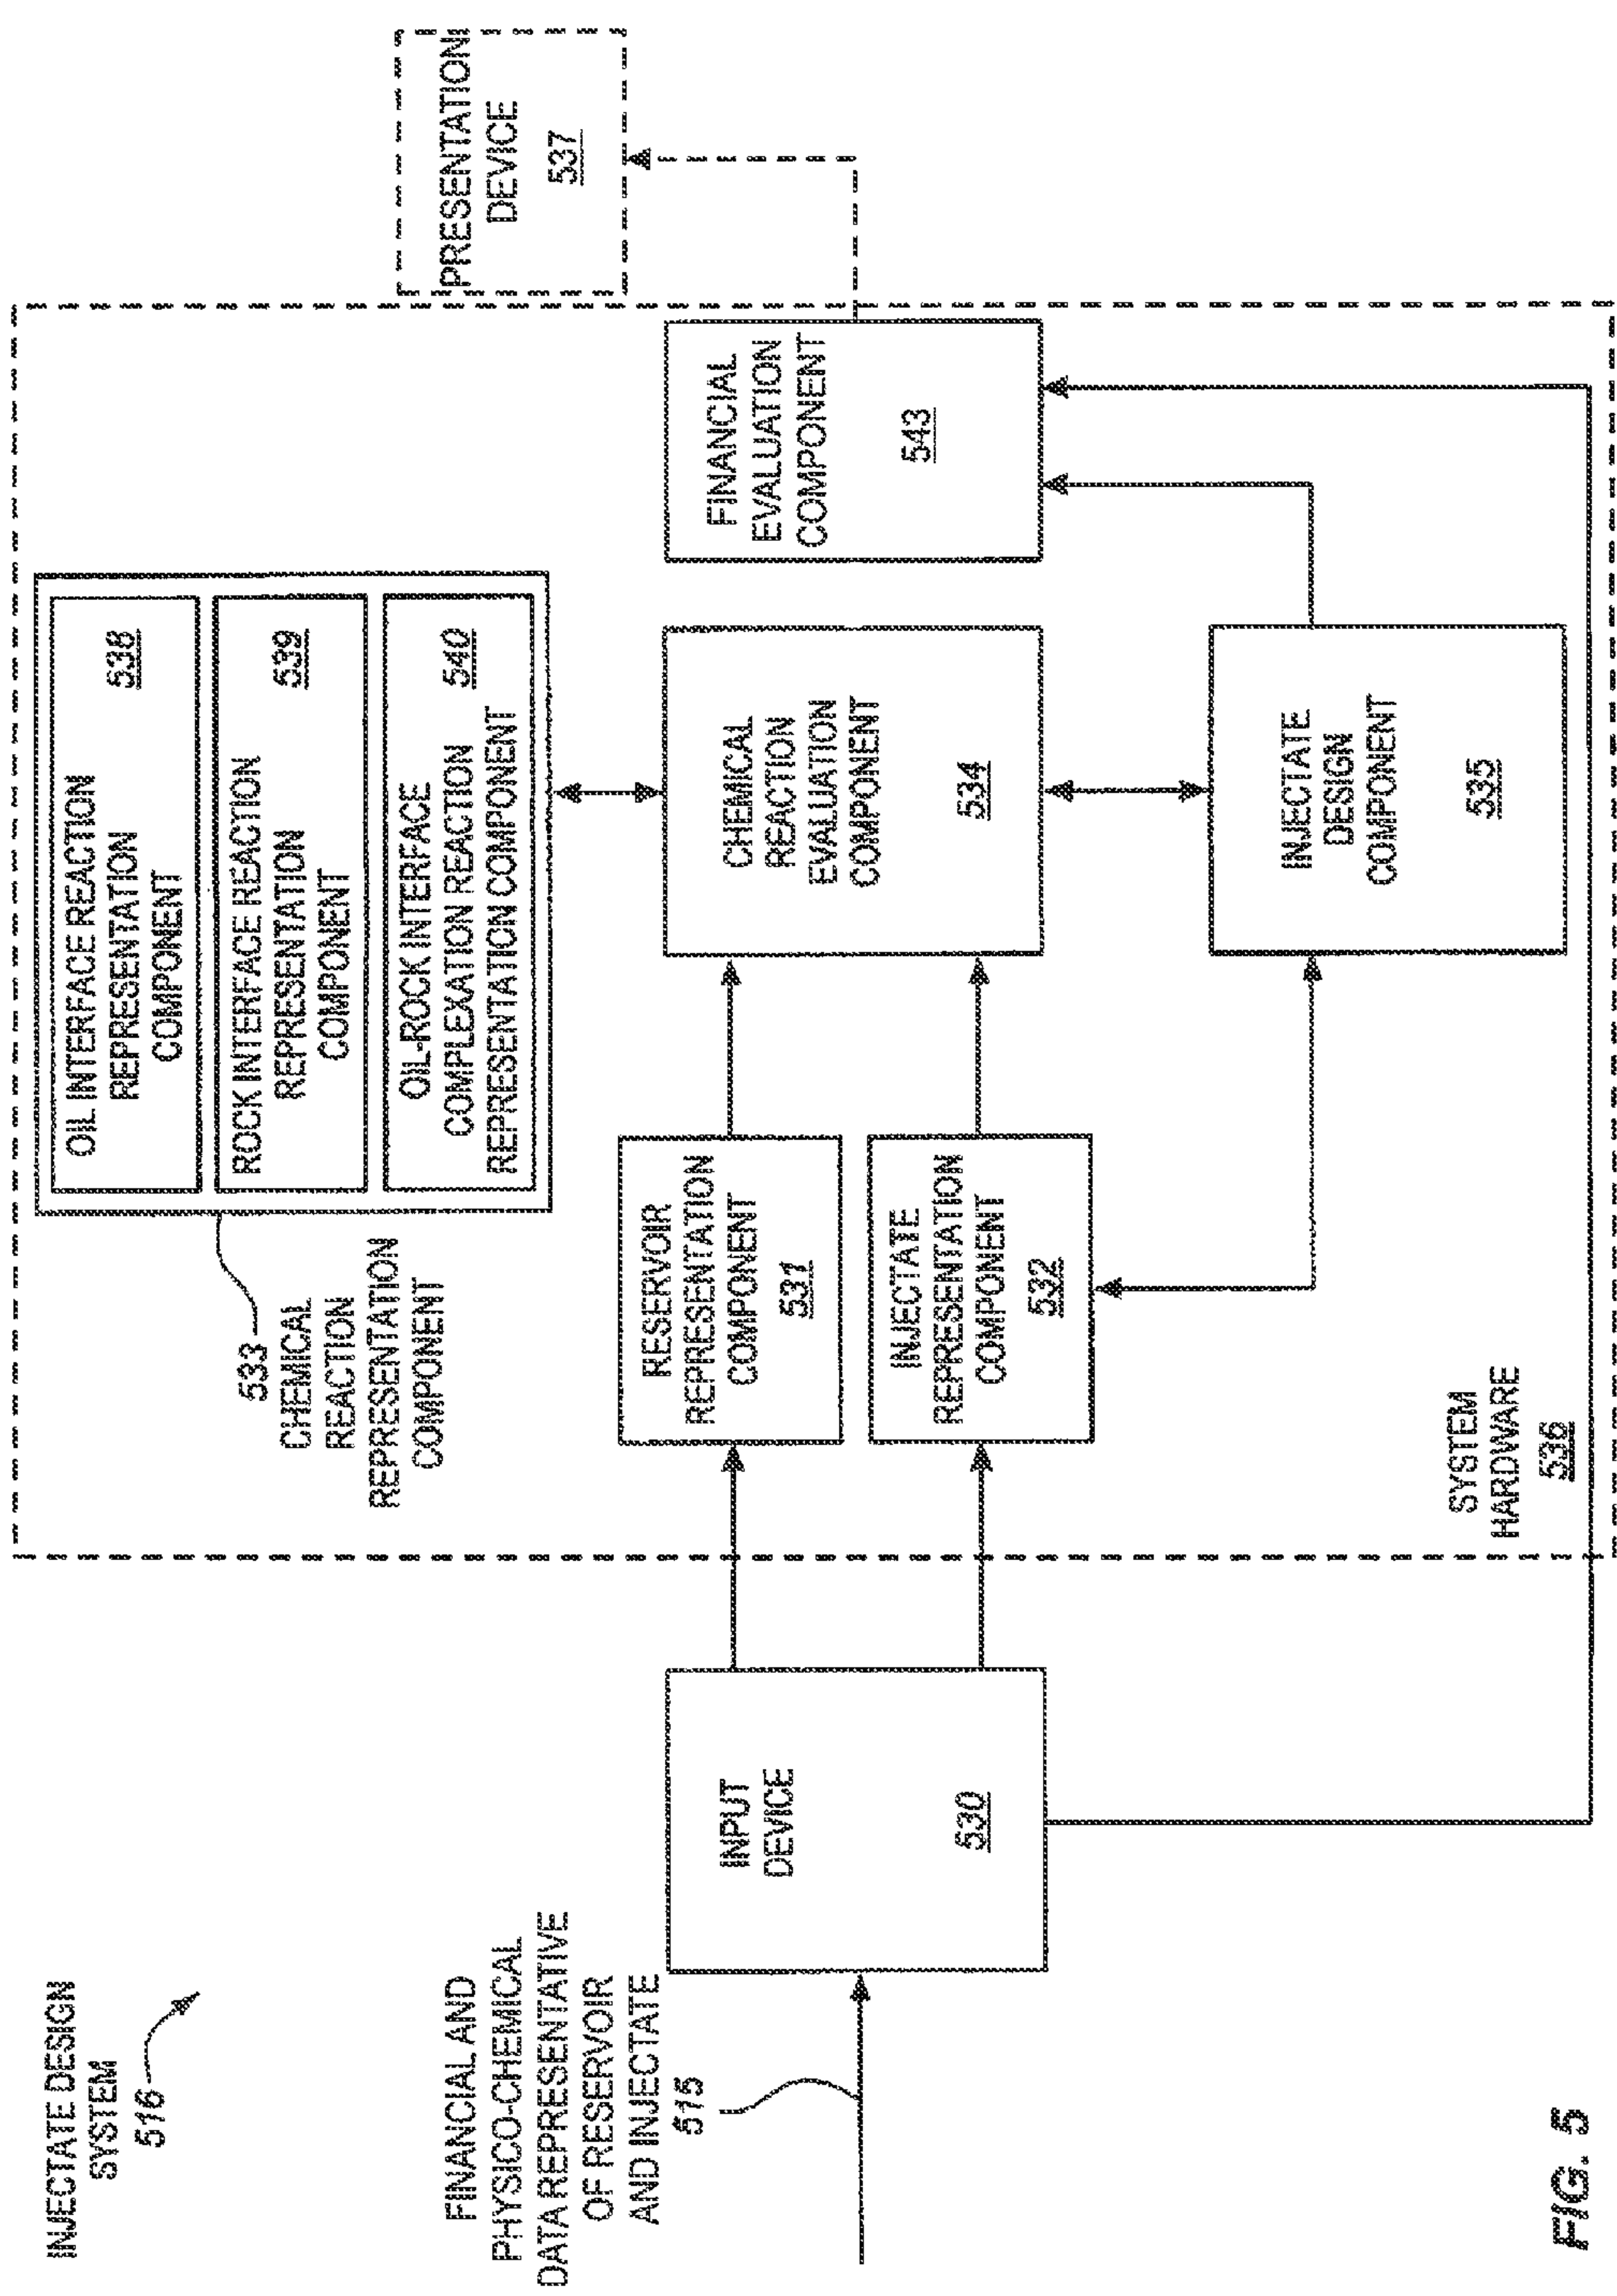 INJECTATE DESIGN
SYSTEM
516
FINANCIAL AND
PHYSICO-CHEMICAL
DATA REPRESENTATIVE
OF RESERVOIR
AND INJECTATE
515
INPUT
DEVICE
530
533
CHEMICAL
REACTION
REPRESENTATION
COMPONENT
OIL INTERFACE REACTION
REPRESENTATION
COMPONENT
538
ROCK INTERFACE REACTION
REPRESENTATION
COMPONENT
539
OIL-ROCK INTERFACE
COMPLEXATION REACTION
REPRESENTATION COMPONENT
540
RESERVOIR
REPRESENTATION
COMPONENT
531
INJECTATE
REPRESENTATION
COMPONENT
532
CHEMICAL
REACTION
EVALUATION
COMPONENT
534
INJECTATE
DESIGN
COMPONENT
535
FINANCIAL
EVALUATION
COMPONENT
543
PRESENTATION
DEVICE
537
SYSTEM
HARDWARE
536
FIG. 5